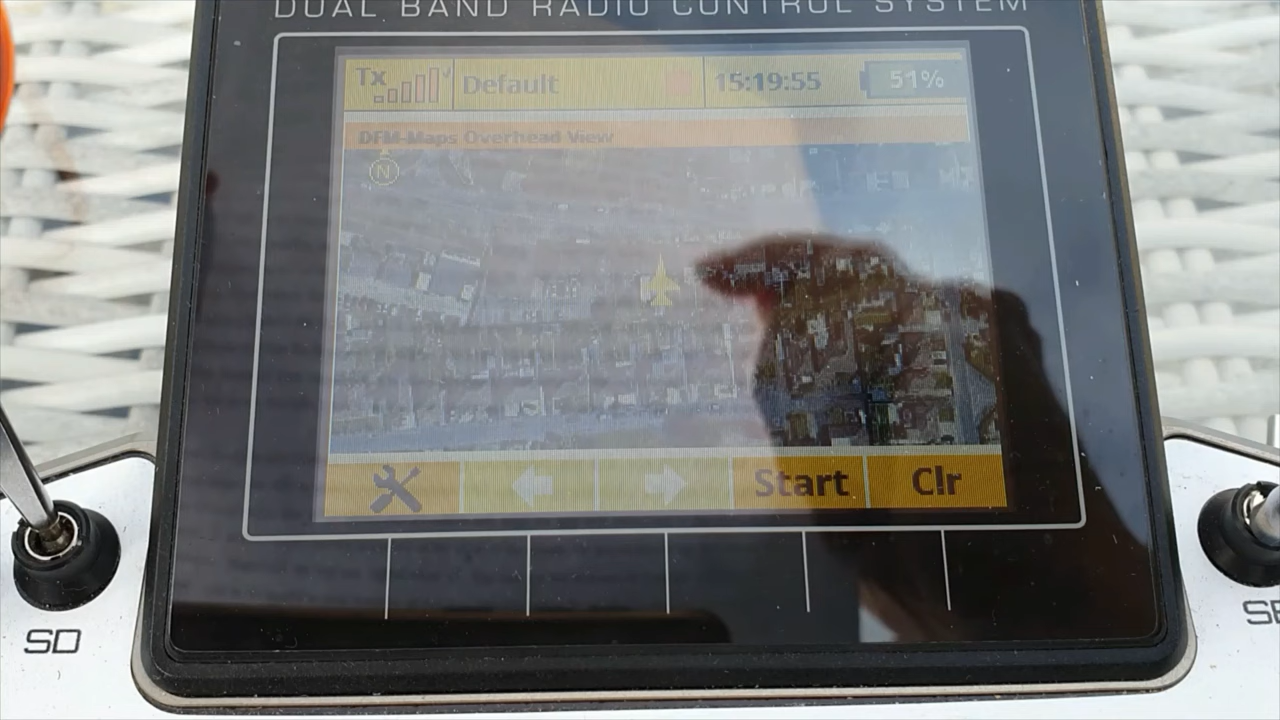 DUAL BAND RADIO CONTROL SYSTEM
Tx Default 15:19:55 51%
DFM-Maps Overhead View
N
Start Clr
SD SE